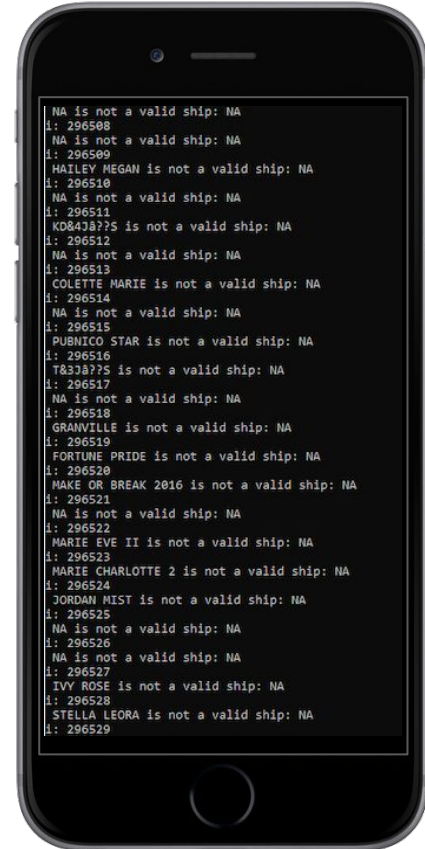 NA is not a valid ship: NA
i: 296508
NA is not a valid ship: NA
i: 296509
HAILEY MEGAN is not a valid ship: NA
i: 296510
NA is not a valid ship: NA
i: 296511
KD&4Jâ??S is not a valid ship: NA
i: 296512
NA is not a valid ship: NA
i: 296513
COLETTE MARIE is not a valid ship: NA
i: 296514
NA is not a valid ship: NA
i: 296515
PUBNICO STAR is not a valid ship: NA
i: 296516
T&3Jâ??S is not a valid ship: NA
i: 296517
NA is not a valid ship: NA
i: 296518
GRANVILLE is not a valid ship: NA
i: 296519
FORTUNE PRIDE is not a valid ship: NA
i: 296520
MAKE OR BREAK 2016 is not a valid ship: NA
i: 296521
NA is not a valid ship: NA
i: 296522
MARIE EVE II is not a valid ship: NA
i: 296523
MARIE CHARLOTTE 2 is not a valid ship: NA
i: 296524
JORDAN MIST is not a valid ship: NA
i: 296525
NA is not a valid ship: NA
i: 296526
NA is not a valid ship: NA
i: 296527
IVY ROSE is not a valid ship: NA
i: 296528
STELLA LEORA is not a valid ship: NA
i: 296529